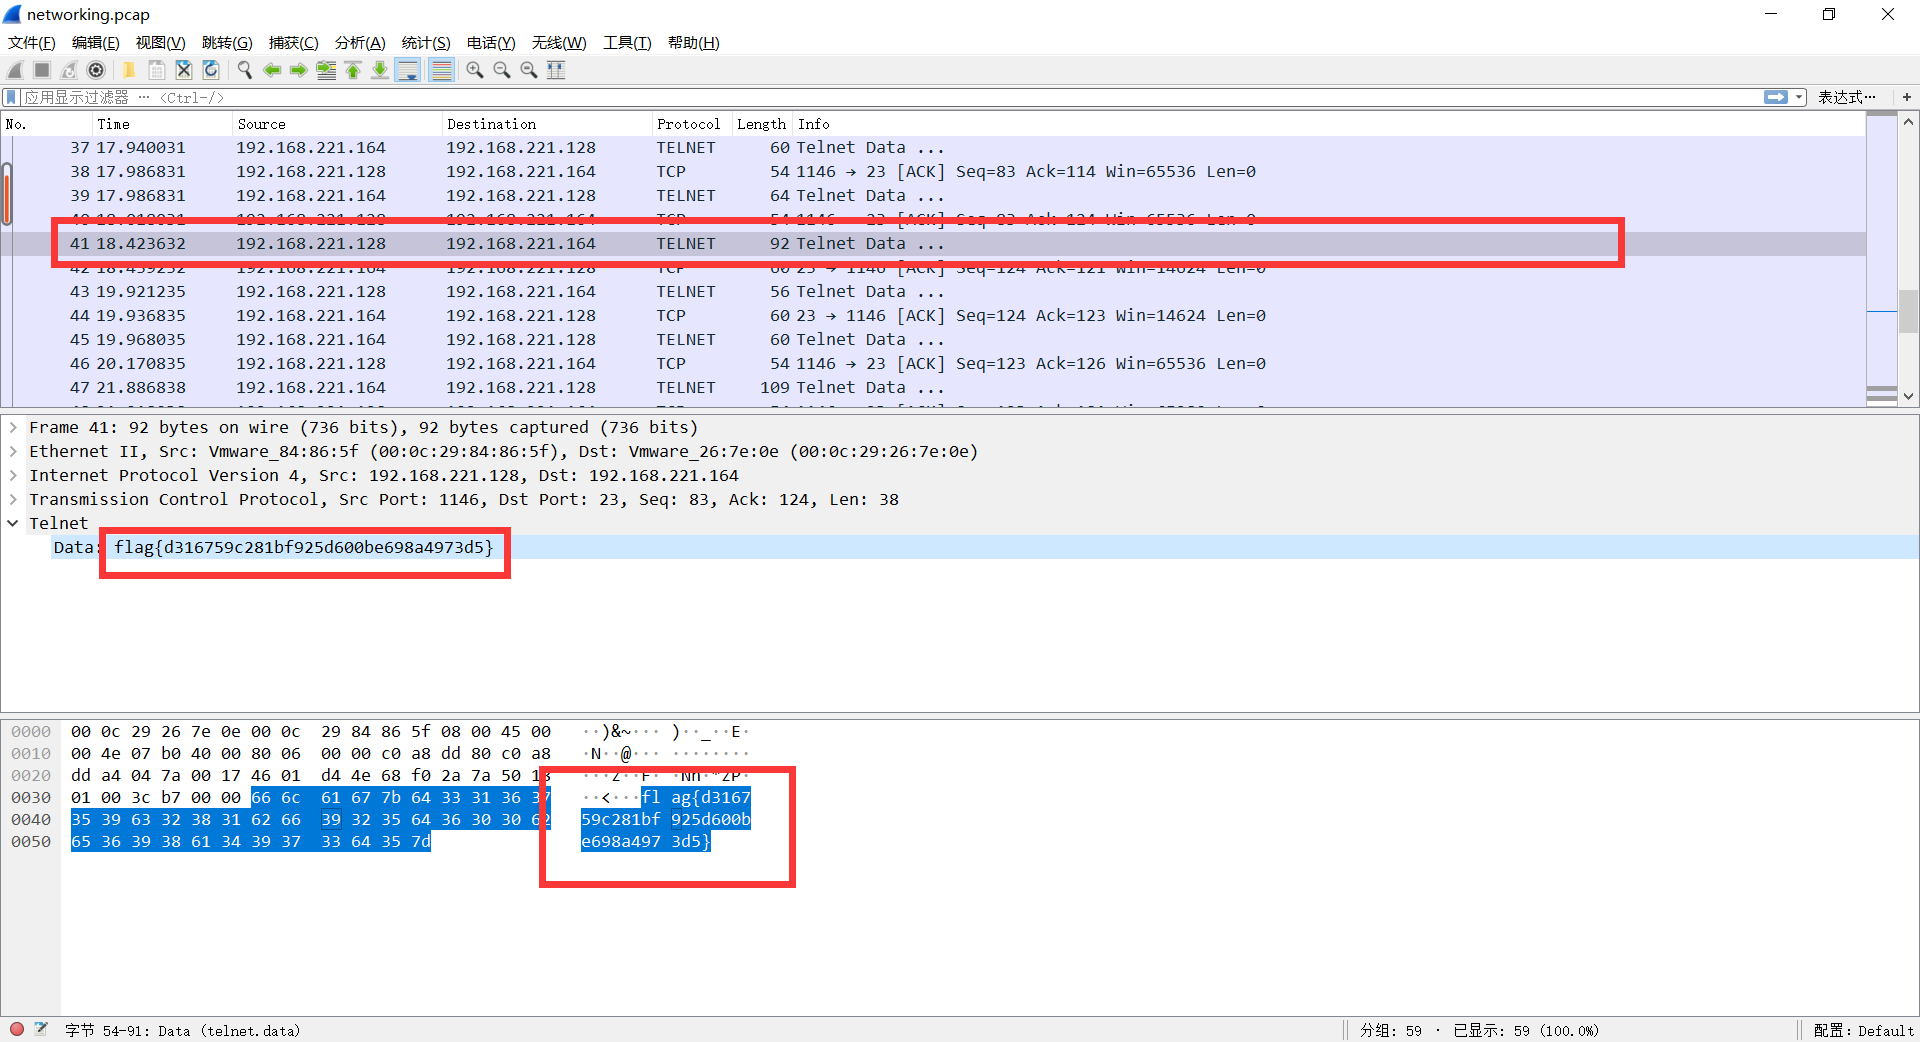 networking.pcap
文件(F) 编辑(E) 视图(V) 跳转(G) 捕获(C) 分析(A) 统计(S) 电话(Y) 无线(W) 工具(T) 帮助(H)
应用显示过滤器 … <Ctrl-/> 表达式… +
No. Time Source Destination Protocol Length Info
37 17.940031 192.168.221.164 192.168.221.128 TELNET 60 Telnet Data ...
38 17.986831 192.168.221.128 192.168.221.164 TCP 54 1146 → 23 [ACK] Seq=83 Ack=114 Win=65536 Len=0
39 17.986831 192.168.221.164 192.168.221.128 TELNET 64 Telnet Data ...
40 18.018031 192.168.221.128 192.168.221.164 TCP 54 1146 → 23 [ACK] Seq=83 Ack=124 Win=65536 Len=0
41 18.423632 192.168.221.128 192.168.221.164 TELNET 92 Telnet Data ...
42 18.439232 192.168.221.164 192.168.221.128 TCP 60 23 → 1146 [ACK] Seq=124 Ack=121 Win=14624 Len=0
43 19.921235 192.168.221.128 192.168.221.164 TELNET 56 Telnet Data ...
44 19.936835 192.168.221.164 192.168.221.128 TCP 60 23 → 1146 [ACK] Seq=124 Ack=123 Win=14624 Len=0
45 19.968035 192.168.221.164 192.168.221.128 TELNET 60 Telnet Data ...
46 20.170835 192.168.221.128 192.168.221.164 TCP 54 1146 → 23 [ACK] Seq=123 Ack=126 Win=65536 Len=0
47 21.886838 192.168.221.164 192.168.221.128 TELNET 109 Telnet Data ...
Frame 41: 92 bytes on wire (736 bits), 92 bytes captured (736 bits)
Ethernet II, Src: Vmware_84:86:5f (00:0c:29:84:86:5f), Dst: Vmware_26:7e:0e (00:0c:29:26:7e:0e)
Internet Protocol Version 4, Src: 192.168.221.128, Dst: 192.168.221.164
Transmission Control Protocol, Src Port: 1146, Dst Port: 23, Seq: 83, Ack: 124, Len: 38
Telnet
Data: flag{d316759c281bf925d600be698a4973d5}
0000 00 0c 29 26 7e 0e 00 0c 29 84 86 5f 08 00 45 00 ··)&~··· )··_··E·
0010 00 4e 07 b0 40 00 80 06 00 00 c0 a8 dd 80 c0 a8 ·N··@··· ········
0020 dd a4 04 7a 00 17 46 01 d4 4e 68 f0 2a 7a 50 18 ···z··F· ·Nh·*zP·
0030 01 00 3c b7 00 00 66 6c 61 67 7b 64 33 31 36 37 ··<···fl ag{d3167
0040 35 39 63 32 38 31 62 66 39 32 35 64 36 30 30 62 59c281bf 925d600b
0050 65 36 39 38 61 34 39 37 33 64 35 7d e698a497 3d5}
字节 54-91: Data (telnet.data) 分组: 59 · 已显示: 59 (100.0%) 配置: Default